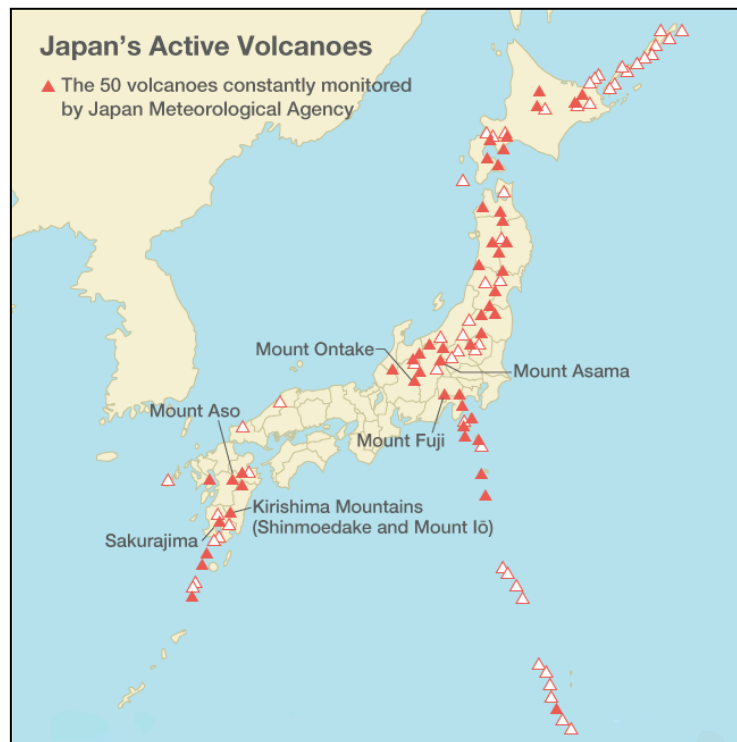 Japan's Active Volcanoes
The 50 volcanoes constantly monitored
by Japan Meteorological Agency
Mount Ontake
Mount Asama
Mount Aso
Mount Fuji
Kirishima Mountains
(Shinmoedake and Mount Iō)
Sakurajima